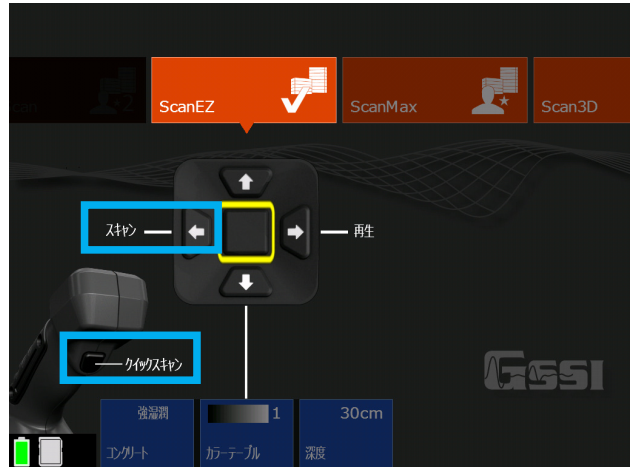 can
2
ScanEZ
ScanMax
Scan3D
スキャン
再生
クイックスキャン
GSSI
強湿潤
1
30cm
コンクリート
カラーテーブル
深度